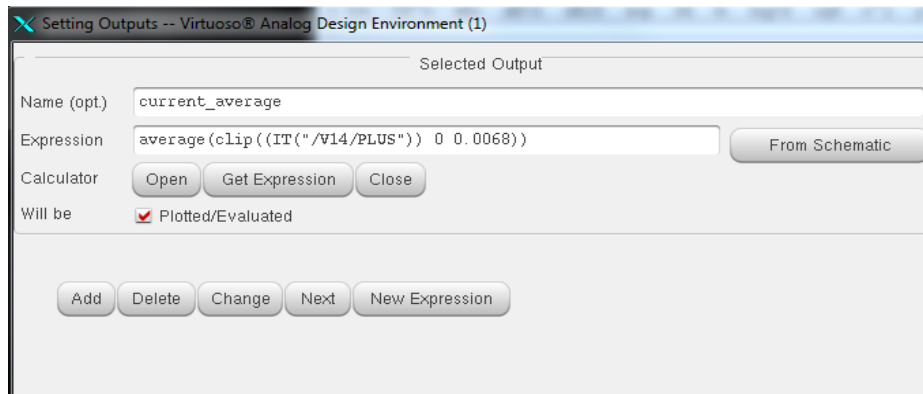 Setting Outputs -- Virtuoso® Analog Design Environment (1)
Selected Output
Name (opt.) current_average
Expression average(clip((IT("/V14/PLUS")) 0 0.0068)) From Schematic
Calculator Open Get Expression Close
Will be Plotted/Evaluated
Add Delete Change Next New Expression